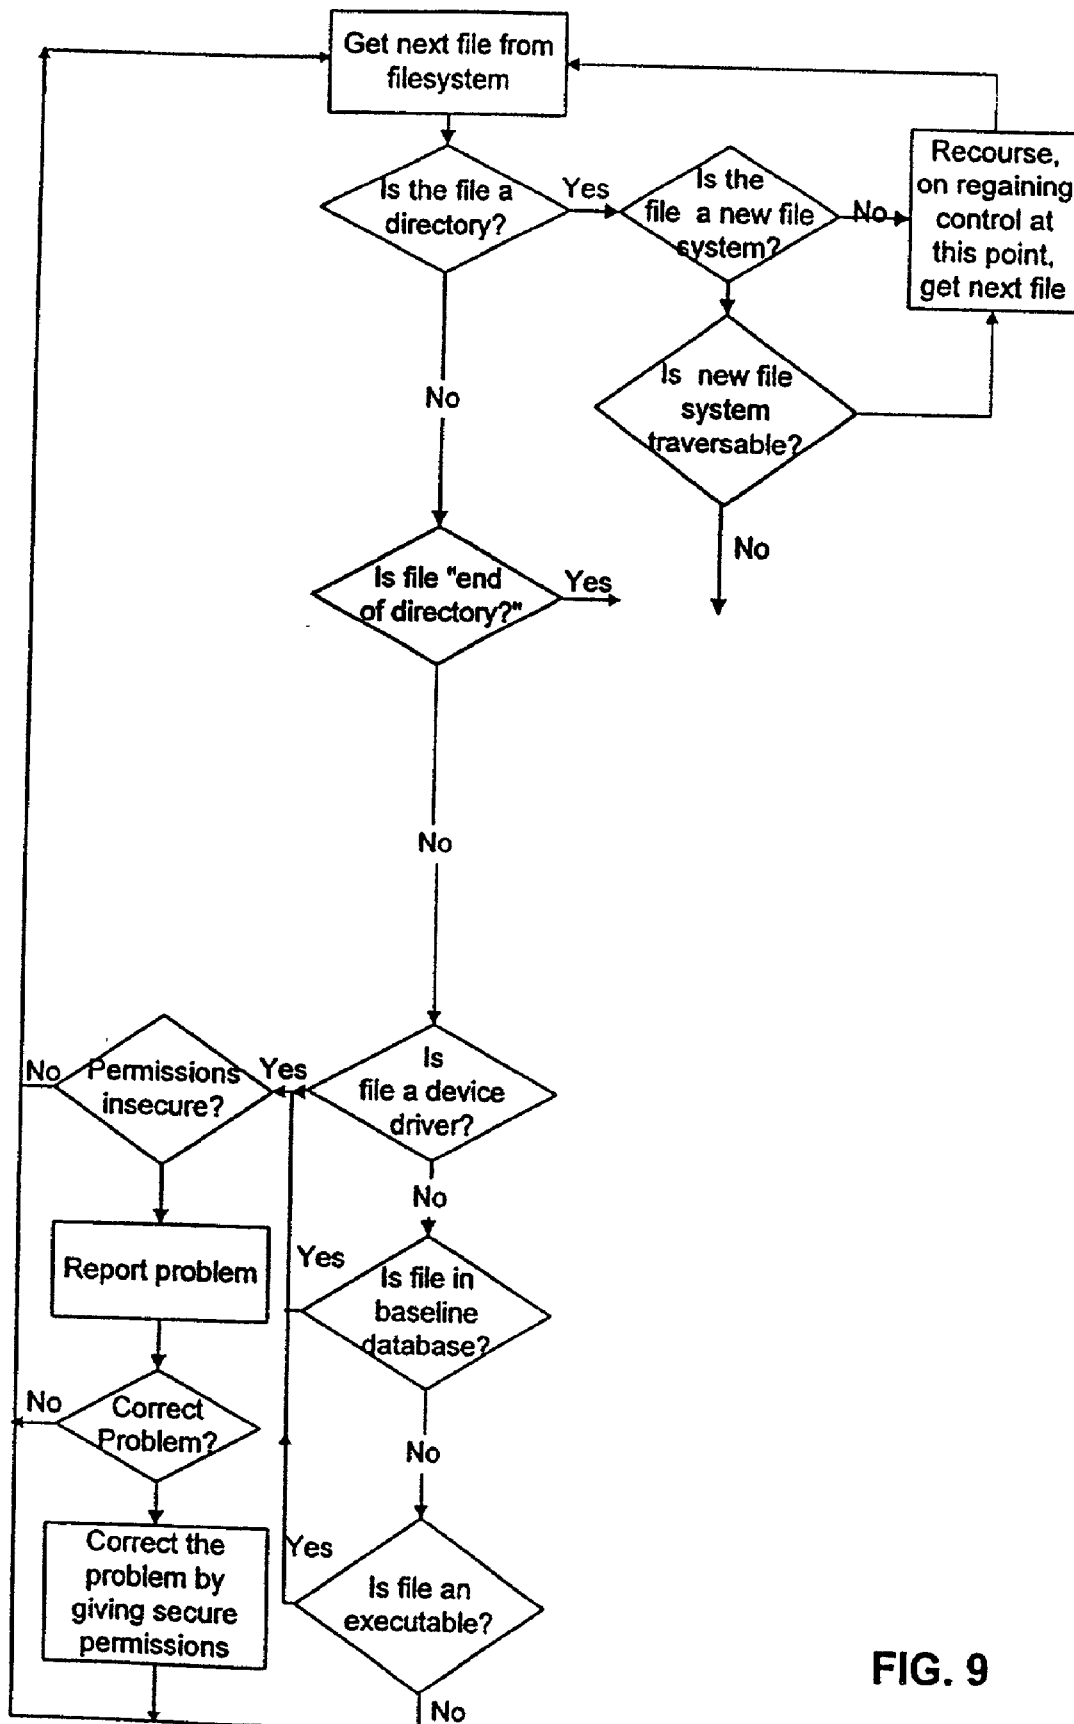 Get next file from
filesystem
Is the file a
directory?
Yes
Is the
file a new file
system?
No
Recourse,
on regaining
control at
this point,
get next file
No
Is new file
system
traversable?
No
Is file "end
of directory?"
Yes
No
No
Permissions
insecure?
Yes
Is
file a device
driver?
No
Report problem
Yes
Is file in
baseline
database?
No
Correct
Problem?
No
Correct the
problem by
giving secure
permissions
Yes
Is file an
executable?
No
FIG. 9